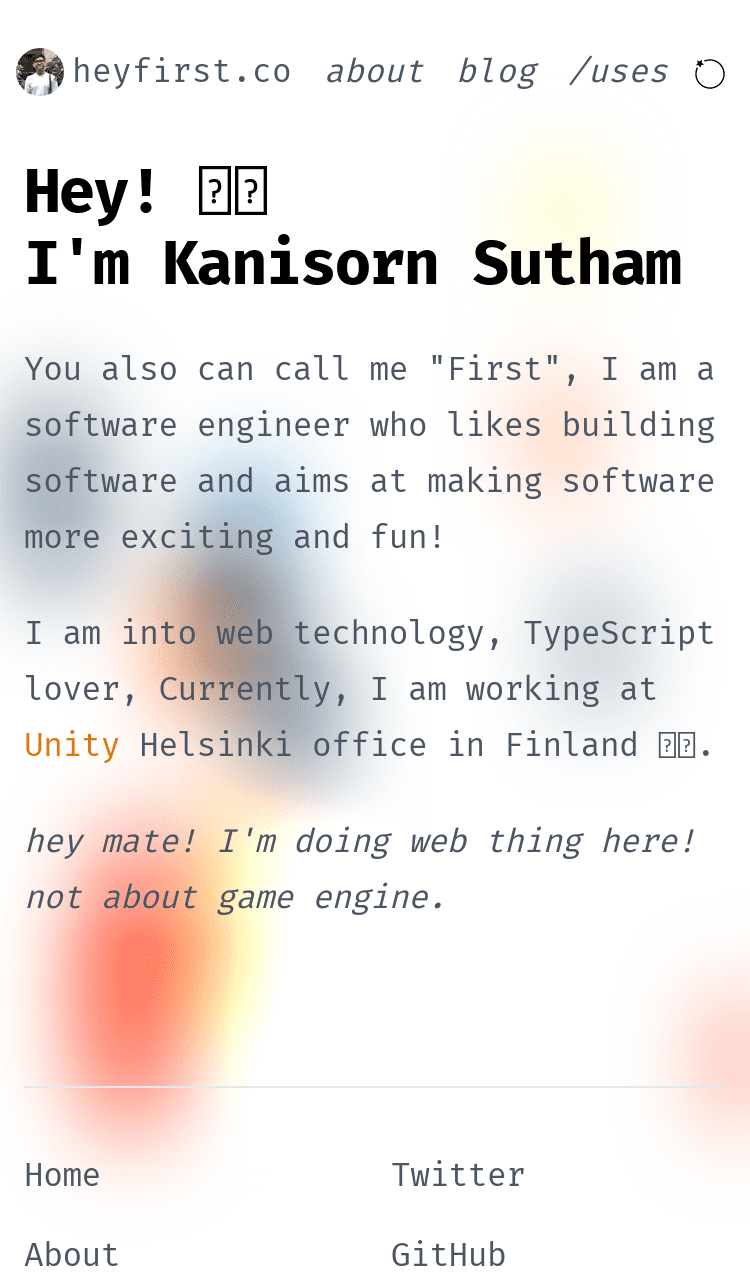 heyfirst.co about blog /uses
Hey!
I'm Kanisorn Sutham
You also can call me "First", I am a
software engineer who likes building
software and aims at making software
more exciting and fun!
I am into web technology, TypeScript
lover, Currently, I am working at
Unity Helsinki office in Finland .
hey mate! I'm doing web thing here!
not about game engine.
Home Twitter
About GitHub